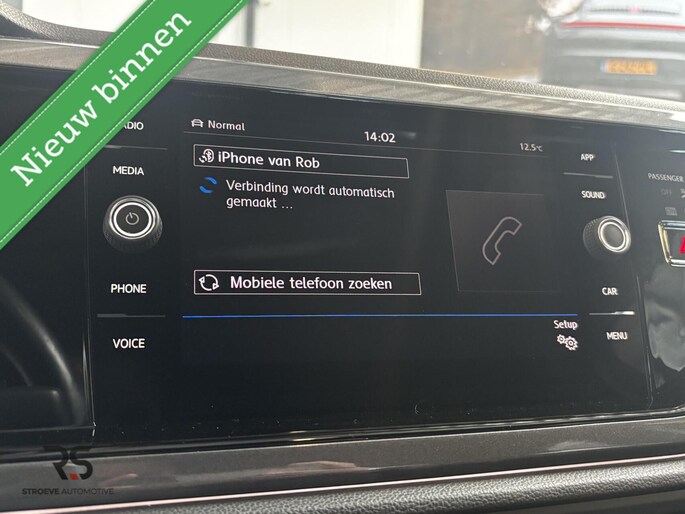 Nieuw binnen
MEDIA
PHONE
VOICE
Normal
14:02
12.5°C
iPhone van Rob
Verbinding wordt automatisch
gemaakt ...
Mobiele telefoon zoeken
Setup
APP
SOUND
CAR
MENU
PASSENGER
RS
STROEVE AUTOMOTIVE